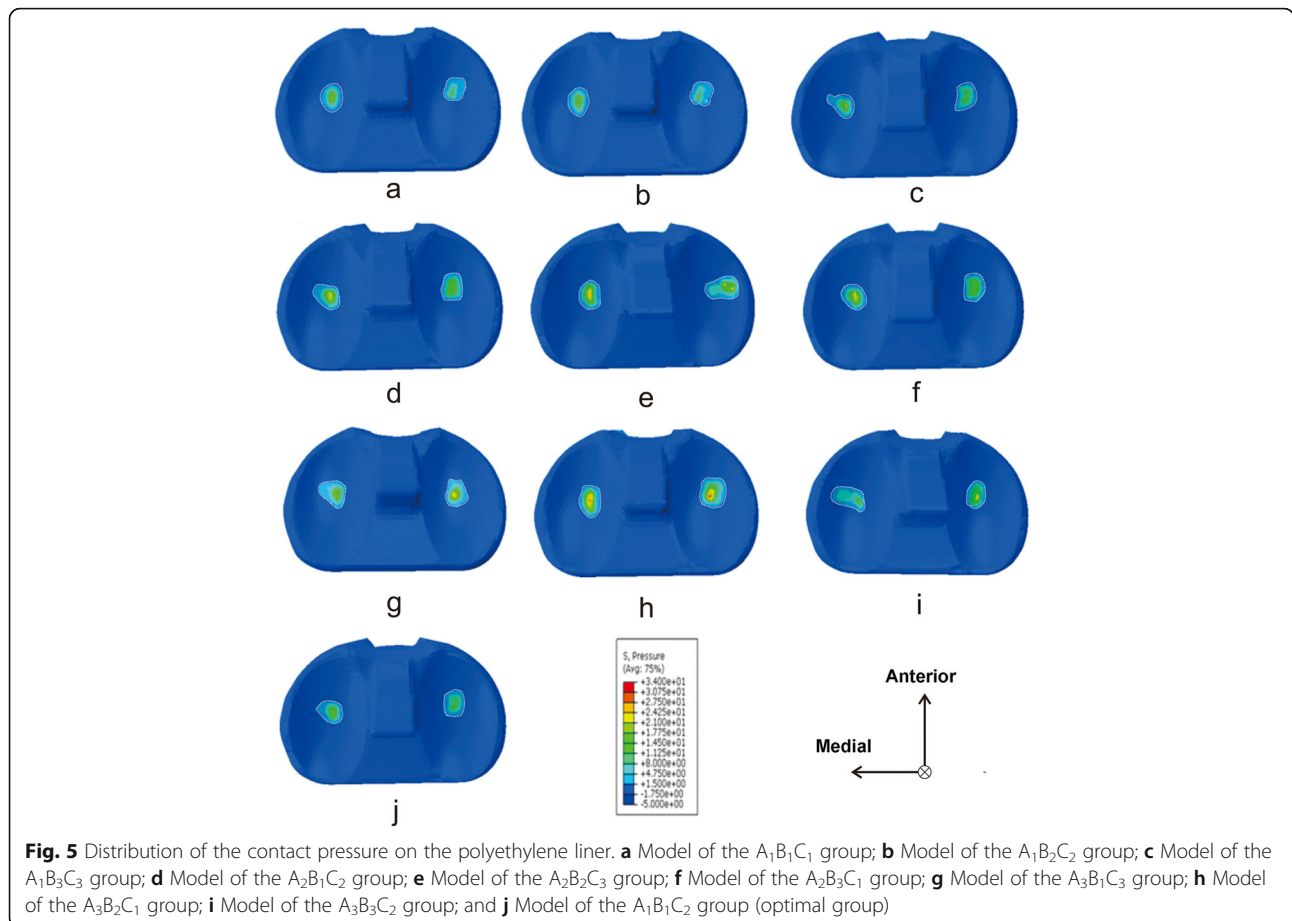 a
b
c
d
e
f
g
h
i
j
S, Pressure
(Avg: 75%)
+3.400e+01
+3.075e+01
+2.750e+01
+2.425e+01
+2.100e+01
+1.775e+01
+1.450e+01
+1.125e+01
+8.000e+00
+4.750e+00
+1.500e+00
-1.750e+00
-5.000e+00
Anterior
Medial
Fig. 5 Distribution of the contact pressure on the polyethylene liner. a Model of the A₁B₁C₁ group; b Model of the A₁B₂C₂ group; c Model of the
A₁B₃C₃ group; d Model of the A₂B₁C₂ group; e Model of the A₂B₂C₃ group; f Model of the A₂B₃C₁ group; g Model of the A₃B₁C₃ group; h Model
of the A₃B₂C₁ group; i Model of the A₃B₃C₂ group; and j Model of the A₁B₁C₂ group (optimal group)